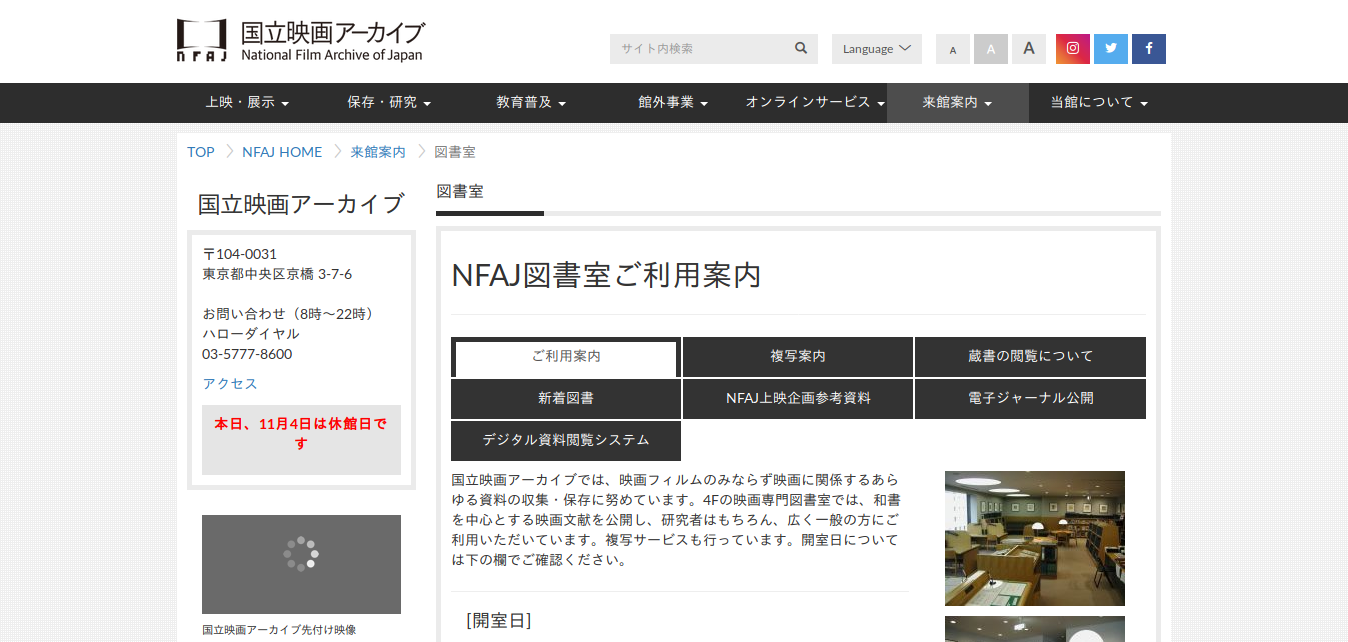 国立映画アーカイブ
National Film Archive of Japan
NFAJ
サイト内検索
Language
A A A
上映・展示 保存・研究 教育普及 館外事業 オンラインサービス 来館案内 当館について
TOP NFAJ HOME 来館案内 図書室
国立映画アーカイブ
〒104-0031
東京都中央区京橋 3-7-6
お問い合わせ（8時～22時）
ハローダイヤル
03-5777-8600
アクセス
本日、11月4日は休館日で
す
国立映画アーカイブ先付け映像
図書室
NFAJ図書室ご利用案内
ご利用案内 複写案内 蔵書の閲覧について
新着図書 NFAJ上映企画参考資料 電子ジャーナル公開
デジタル資料閲覧システム
国立映画アーカイブでは、映画フィルムのみならず映画に関係するあら
ゆる資料の収集・保存に努めています。4Fの映画専門図書室では、和書
を中心とする映画文献を公開し、研究者はもちろん、広く一般の方にご
利用いただいています。複写サービスも行っています。開室日について
は下の欄でご確認ください。
[開室日]